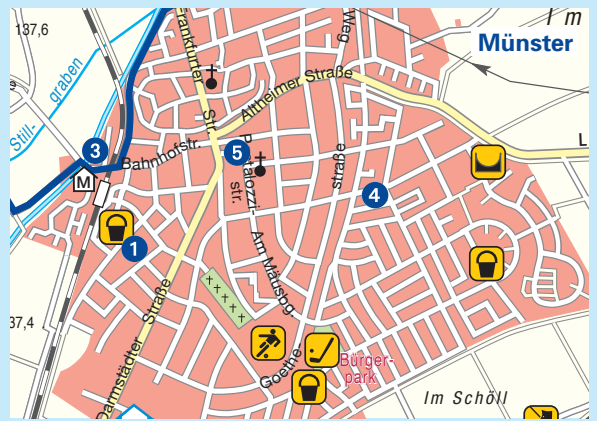 137,6
Im
Münster
Frankfurter
Str.
Weg
Altheimer Straße
Still-
graben
3
Bahnhofstr.
M
5
Pestalozzi-
str.
straße
4
L
1
Am Mäusbg.
37,4
Darmstädter Straße
Goethe-
Bürger-
park
Im Schöll